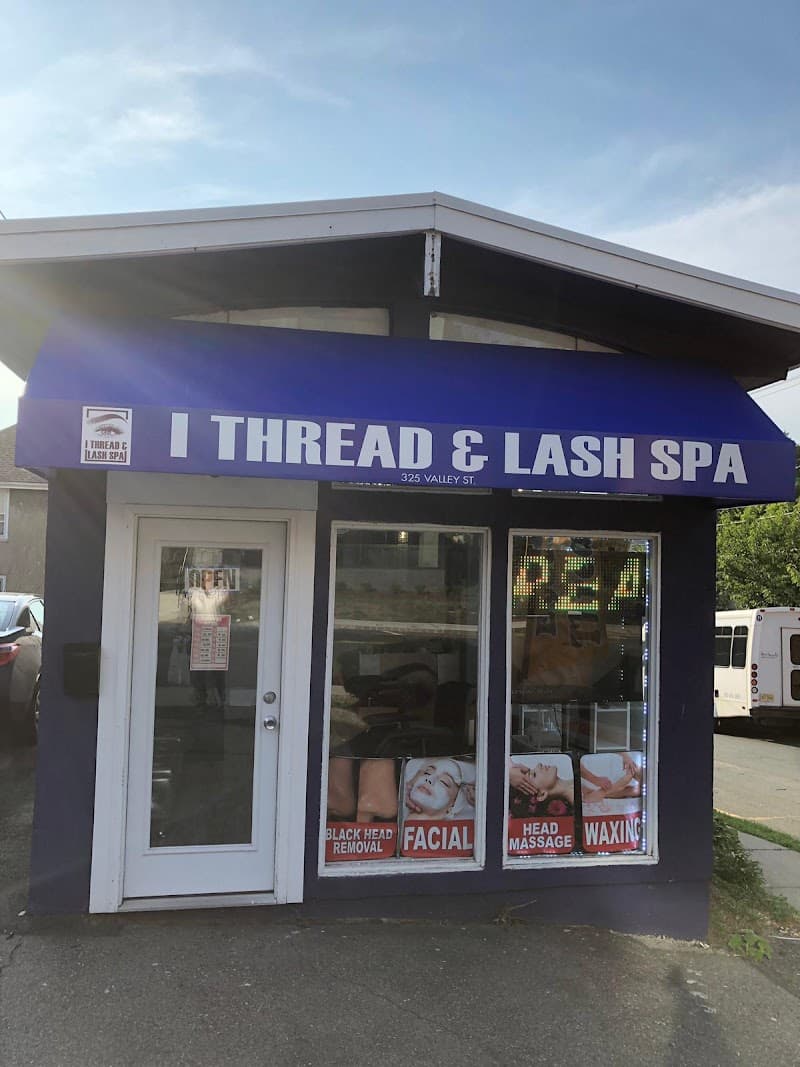 I THREAD & LASH SPA
I THREAD &
LASH SPA
325 VALLEY ST.
OPEN
BLACK HEAD
REMOVAL
FACIAL
HEAD
MASSAGE
WAXING